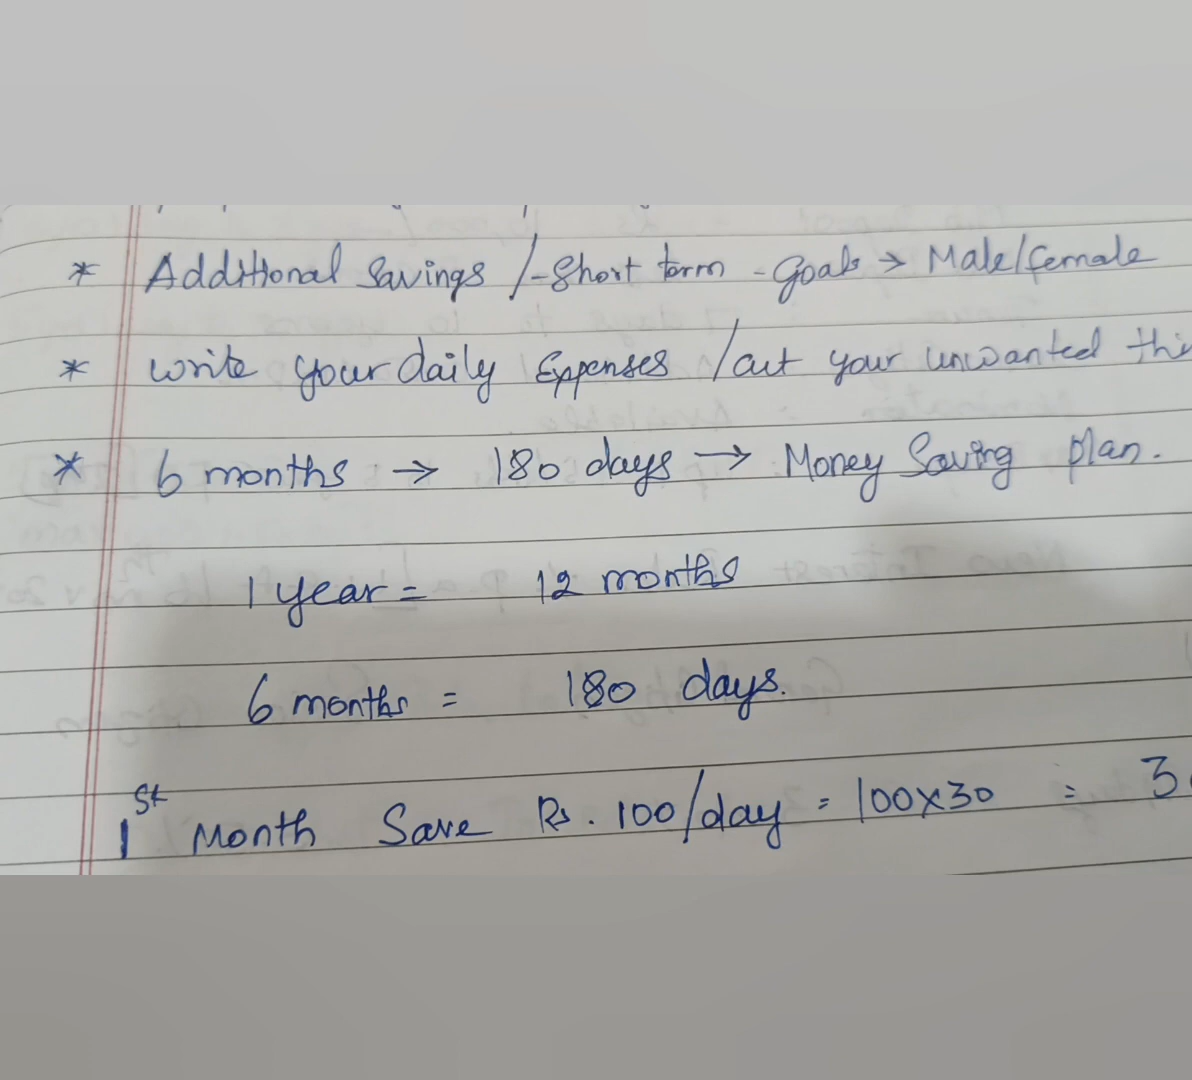 * Additional Savings /-Short term - Goals → Male/female
* Write your daily Expenses / cut your unwanted
* 6 months → 180 days → Money Saving plan.
1 year = 12 months
6 months = 180 days.
1st Month Save Rs. 100/day = 100x30 = 3